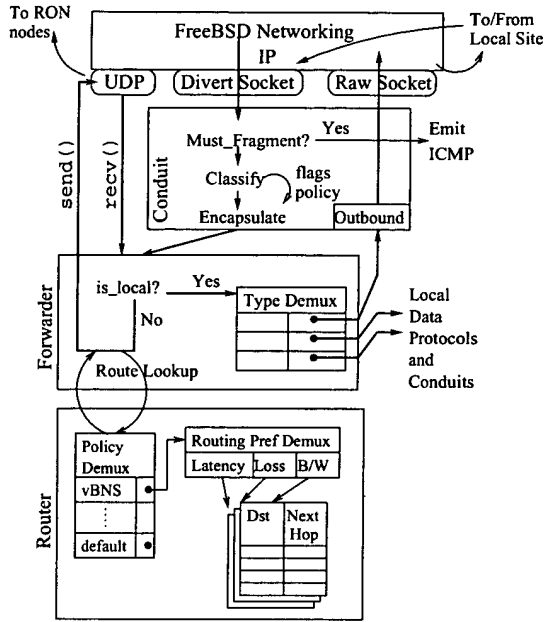 To RON
nodes
FreeBSD Networking
IP
To/From
Local Site
UDP
Divert Socket
Raw Socket
send()
recv()
Conduit
Must_Fragment?
Yes
Emit
ICMP
Classify
flags
policy
Encapsulate
Outbound
Forwarder
is_local?
Yes
No
Type Demux
Local
Data
Protocols
and
Conduits
Route Lookup
Router
Policy
Demux
vBNS
default
Routing Pref Demux
Latency
Loss
B/W
Dst
Next
Hop